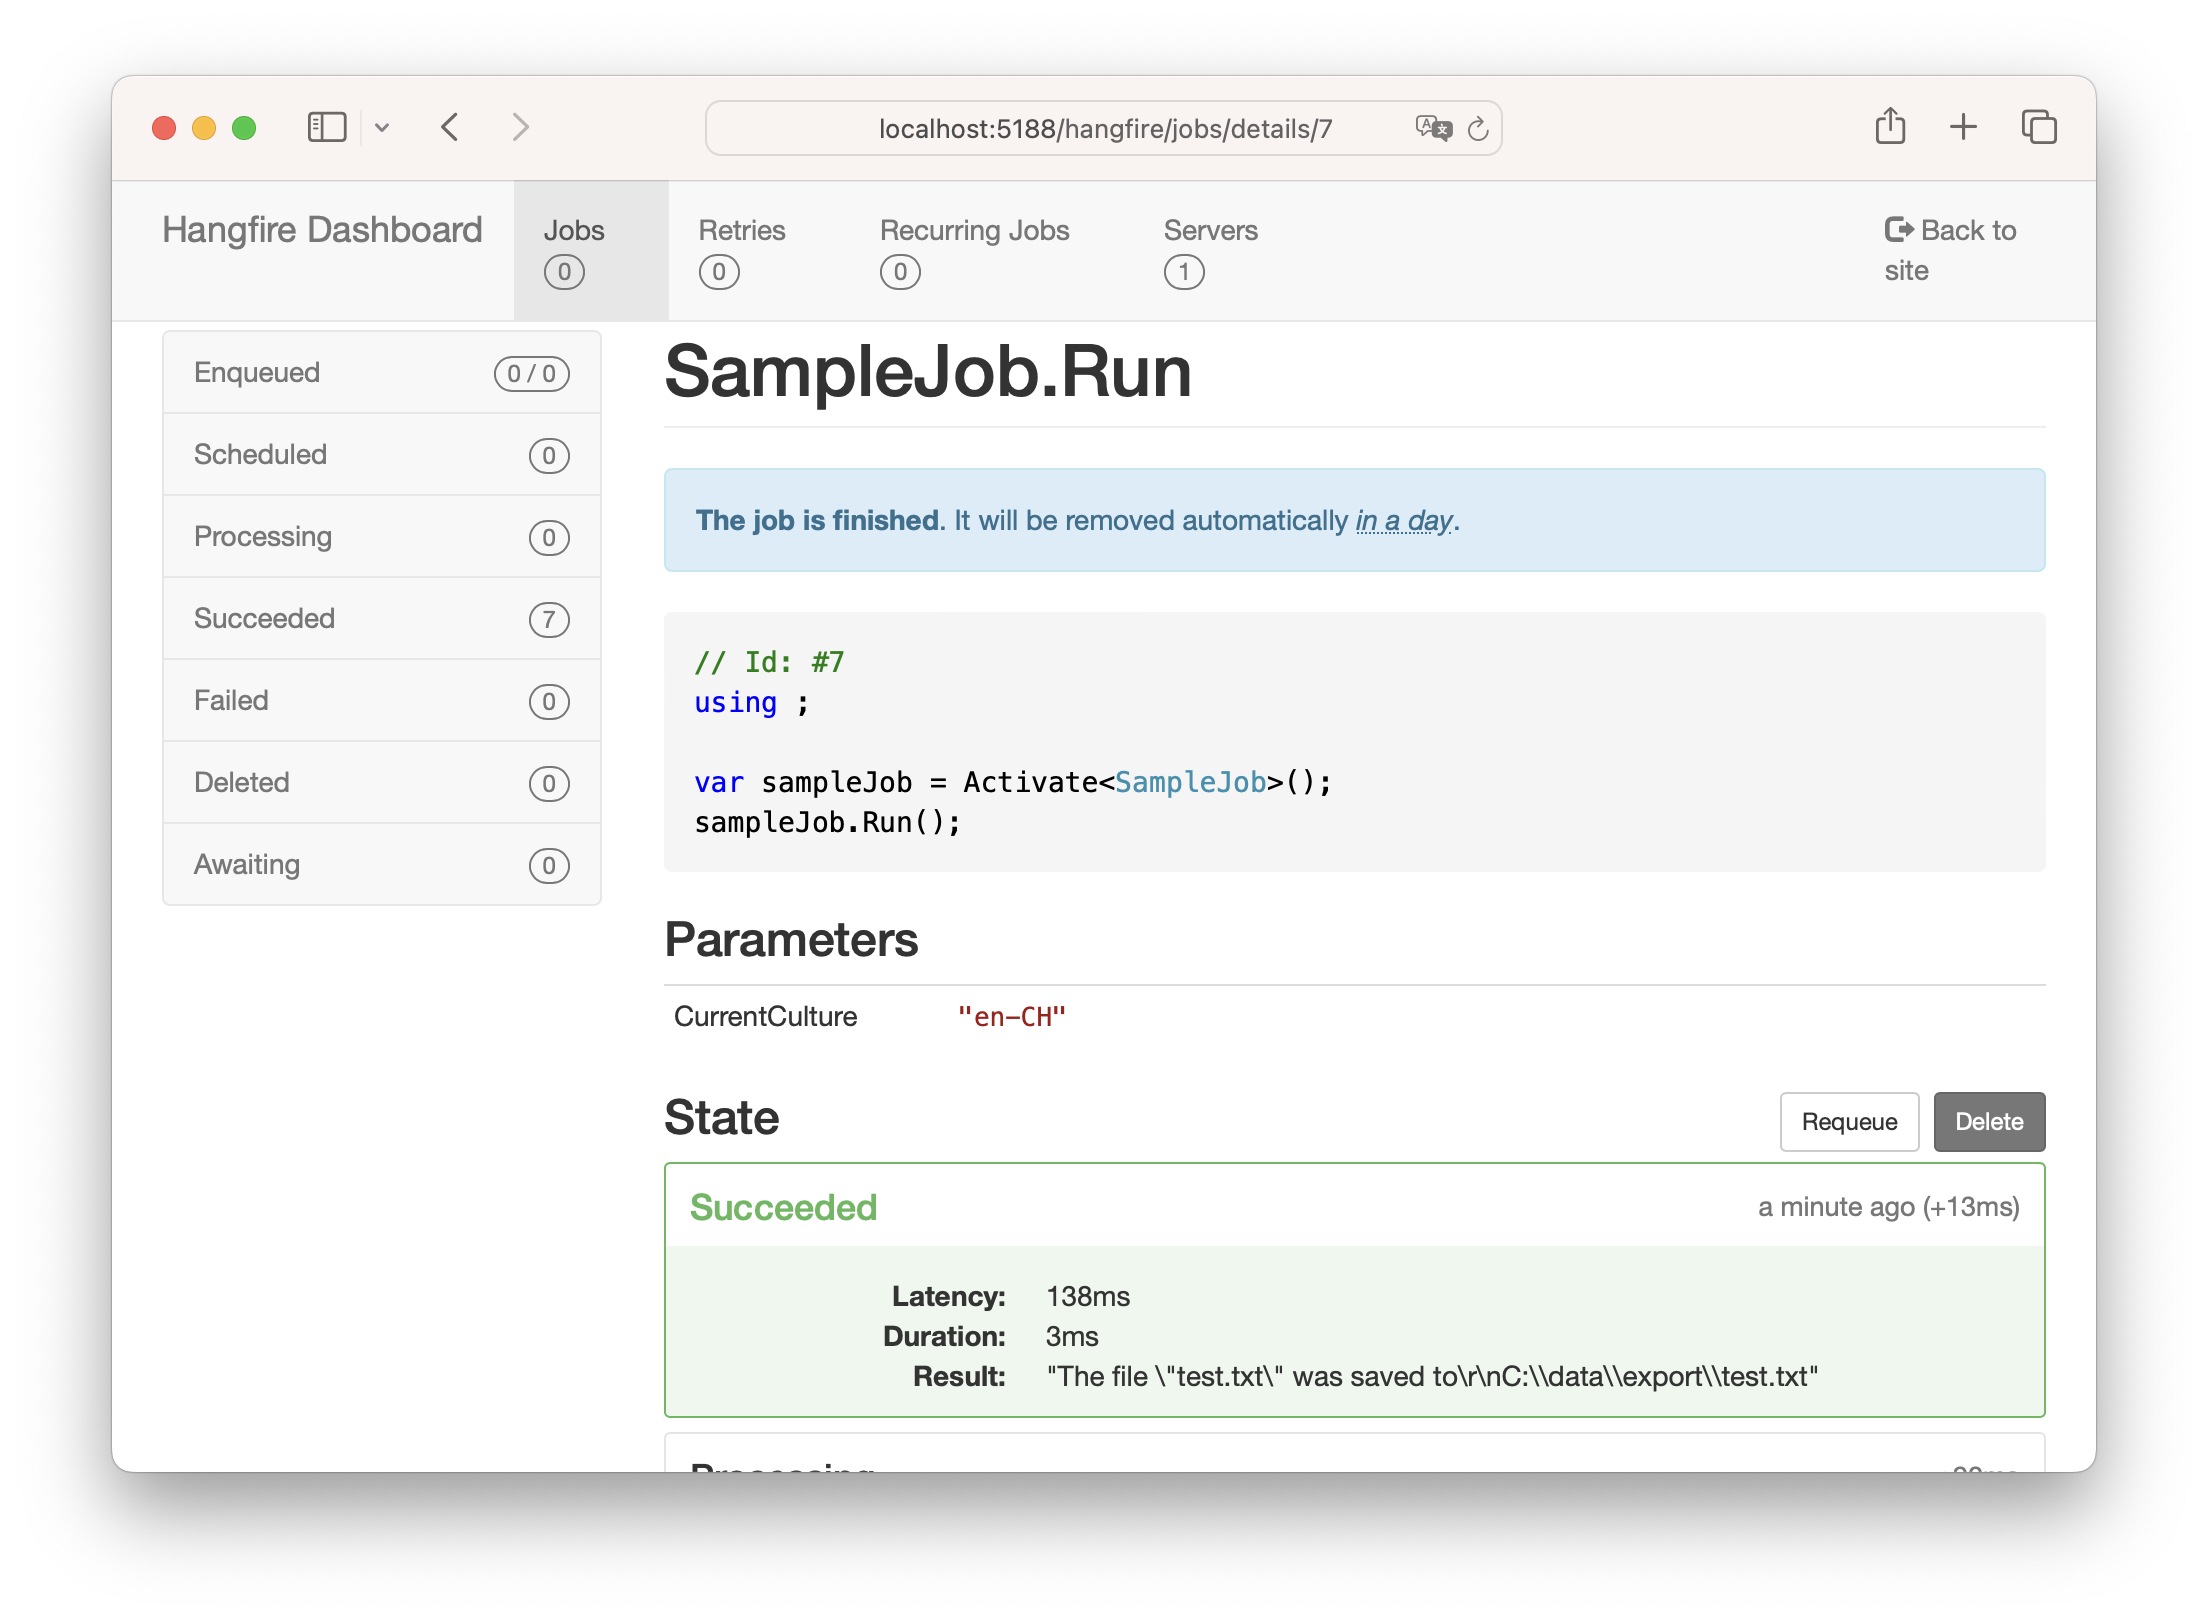 localhost:5188/hangfire/jobs/details/7
Hangfire Dashboard
Jobs
0
Retries
0
Recurring Jobs
0
Servers
1
Back to
site
Enqueued 0 / 0
Scheduled 0
Processing 0
Succeeded 7
Failed 0
Deleted 0
Awaiting 0
SampleJob.Run
The job is finished. It will be removed automatically in a day.
// Id: #7
using ;
var sampleJob = Activate<SampleJob>();
sampleJob.Run();
Parameters
CurrentCulture "en-CH"
State
Requeue
Delete
Succeeded a minute ago (+13ms)
Latency: 138ms
Duration: 3ms
Result: "The file \"test.txt\" was saved to\r\nC:\\data\\export\\test.txt"
Processing